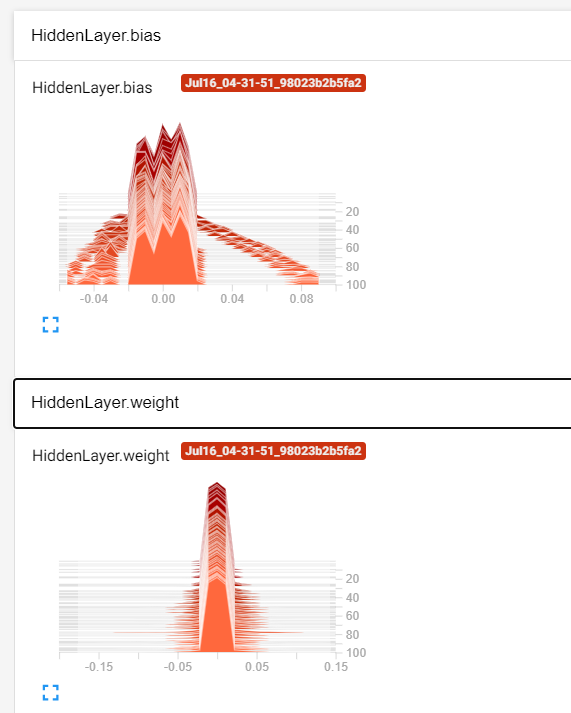 HiddenLayer.bias
HiddenLayer.bias Jul16_04-31-51_98023b2b5fa2
20
40
60
80
100
-0.04 0.00 0.04 0.08
HiddenLayer.weight
HiddenLayer.weight Jul16_04-31-51_98023b2b5fa2
20
40
60
80
100
-0.15 -0.05 0.05 0.15